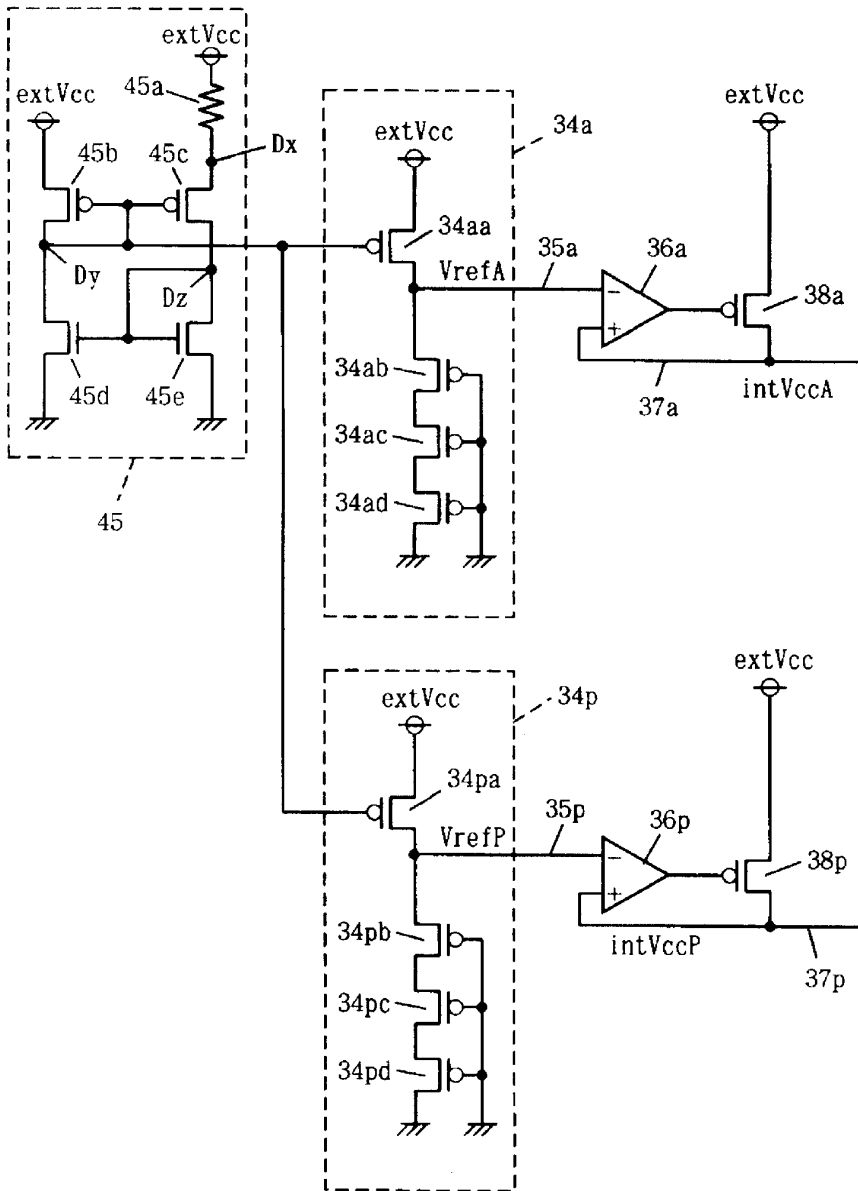 extVcc
45a
extVcc
45b
45c
Dx
Dy
Dz
45d
45e
45
extVcc
34a
34aa
VrefA
35a
34ab
34ac
34ad
extVcc
36a
38a
37a
intVccA
extVcc
34p
34pa
VrefP
35p
34pb
34pc
34pd
extVcc
36p
38p
intVccP
37p